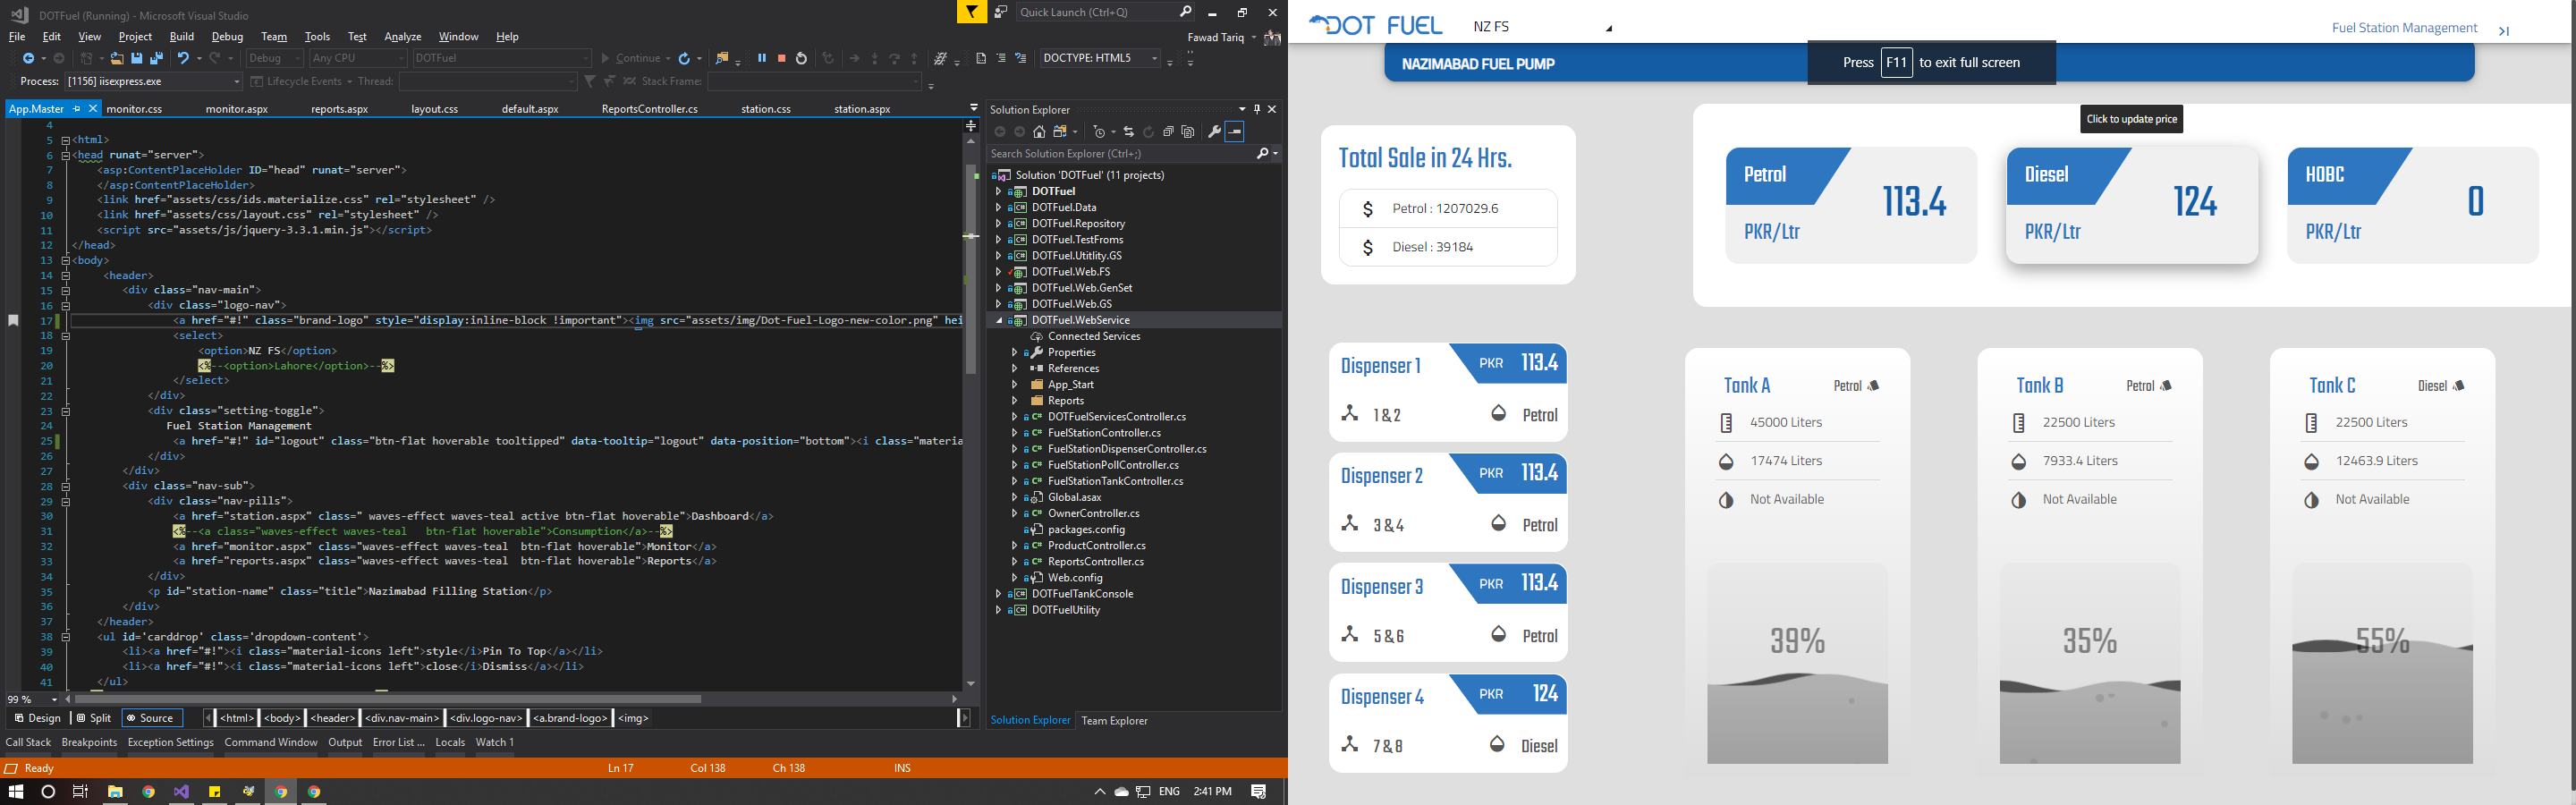 DOTFuel (Running) - Microsoft Visual Studio
Quick Launch (Ctrl+Q)
File Edit View Project Build Debug Team Tools Test Analyze Window Help
Fawad Tariq
Debug Any CPU DOTFuel Continue DOCTYPE: HTML5
Process: [1156] iisexpress.exe Lifecycle Events Thread: Stack Frame:
App.Master monitor.css monitor.aspx reports.aspx layout.css default.aspx ReportsController.cs station.css station.aspx
4
5 <html>
6 <head runat="server">
7 <asp:ContentPlaceHolder ID="head" runat="server">
8 </asp:ContentPlaceHolder>
9 <link href="assets/css/ids.materialize.css" rel="stylesheet" />
10 <link href="assets/css/layout.css" rel="stylesheet" />
11 <script src="assets/js/jquery-3.3.1.min.js"></script>
12 </head>
13 <body>
14 <header>
15 <div class="nav-main">
16 <div class="logo-nav">
17 <a href="#!" class="brand-logo" style="display:inline-block !important"><img src="assets/img/Dot-Fuel-Logo-new-color.png" hei
18 <select>
19 <option>NZ FS</option>
20 <%--<option>Lahore</option>--%>
21 </select>
22 </div>
23 <div class="setting-toggle">
24 Fuel Station Management
25 <a href="#!" id="logout" class="btn-flat hoverable tooltipped" data-tooltip="logout" data-position="bottom"><i class="materia
26 </div>
27 </div>
28 <div class="nav-sub">
29 <div class="nav-pills">
30 <a href="station.aspx" class=" waves-effect waves-teal active btn-flat hoverable">Dashboard</a>
31 <%--<a class="waves-effect waves-teal btn-flat hoverable">Consumption</a>--%>
32 <a href="monitor.aspx" class="waves-effect waves-teal btn-flat hoverable">Monitor</a>
33 <a href="reports.aspx" class="waves-effect waves-teal btn-flat hoverable">Reports</a>
34 </div>
35 <p id="station-name" class="title">Nazimabad Filling Station</p>
36 </div>
37 </header>
38 <ul id='carddrop' class='dropdown-content'>
39 <li><a href="#!"><i class="material-icons left">style</i>Pin To Top</a></li>
40 <li><a href="#!"><i class="material-icons left">close</i>Dismiss</a></li>
41 </ul>
99 %
Design Split Source <html> <body> <header> <div.nav-main> <div.logo-nav> <a.brand-logo> <img>
Call Stack Breakpoints Exception Settings Command Window Output Error List ... Locals Watch 1
Ready Ln 17 Col 138 Ch 138 INS
ENG 2:41 PM
Solution Explorer
Search Solution Explorer (Ctrl+;)
Solution 'DOTFuel' (11 projects)
DOTFuel
DOTFuel.Data
DOTFuel.Repository
DOTFuel.TestFroms
DOTFuel.Utitlity.GS
DOTFuel.Web.FS
DOTFuel.Web.GenSet
DOTFuel.Web.GS
DOTFuel.WebService
Connected Services
Properties
References
App_Start
Reports
DOTFuelServicesController.cs
FuelStationController.cs
FuelStationDispenserController.cs
FuelStationPollController.cs
FuelStationTankController.cs
Global.asax
OwnerController.cs
packages.config
ProductController.cs
ReportsController.cs
Web.config
DOTFuelTankConsole
DOTFuelUtility
Solution Explorer Team Explorer
DOT FUEL NZ FS Fuel Station Management
NAZIMABAD FUEL PUMP
Press F11 to exit full screen
Click to update price
Total Sale in 24 Hrs.
$ Petrol : 1207029.6
$ Diesel : 39184
Petrol 113.4 PKR/Ltr
Diesel 124 PKR/Ltr
HOBC 0 PKR/Ltr
Dispenser 1 PKR 113.4
1 & 2 Petrol
Dispenser 2 PKR 113.4
3 & 4 Petrol
Dispenser 3 PKR 113.4
5 & 6 Petrol
Dispenser 4 PKR 124
7 & 8 Diesel
Tank A Petrol
45000 Liters
17474 Liters
Not Available
39%
Tank B Petrol
22500 Liters
7933.4 Liters
Not Available
35%
Tank C Diesel
22500 Liters
12463.9 Liters
Not Available
55%